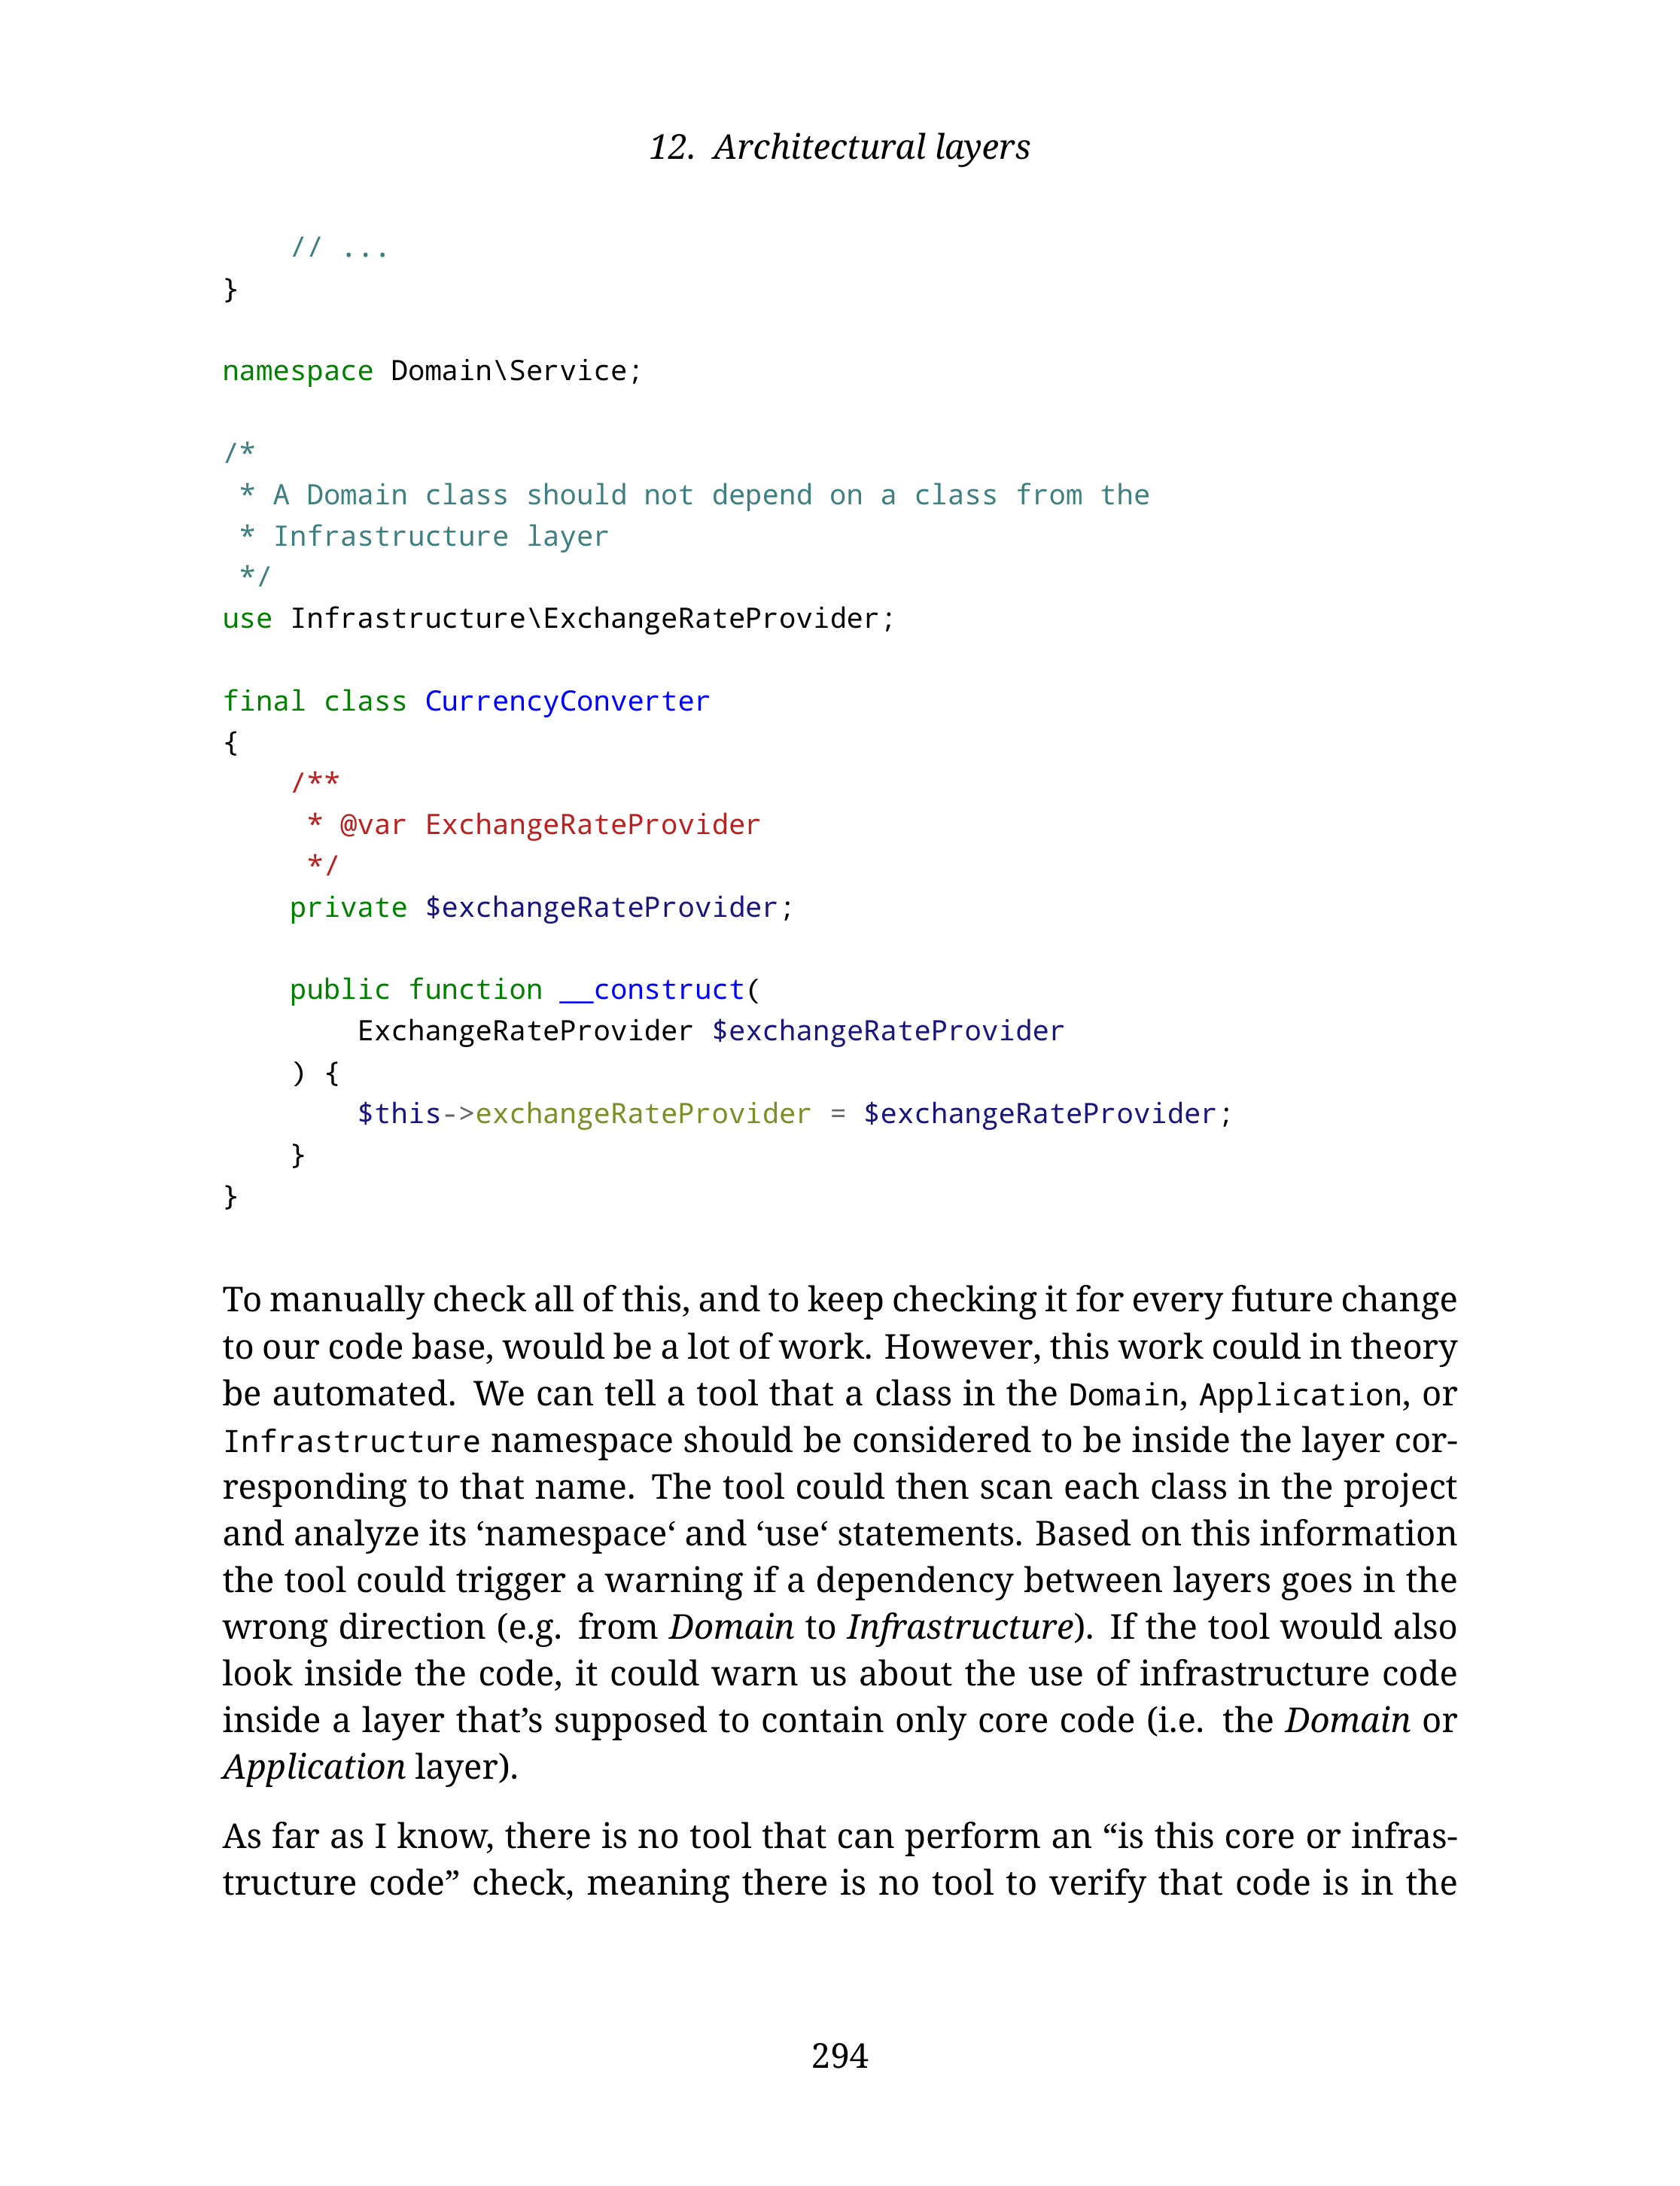 12. Architectural layers
    // ...
}
namespace Domain\Service;
/*
 * A Domain class should not depend on a class from the
 * Infrastructure layer
 */
use Infrastructure\ExchangeRateProvider;
final class CurrencyConverter
{
    /**
     * @var ExchangeRateProvider
     */
    private $exchangeRateProvider;
    public function __construct(
        ExchangeRateProvider $exchangeRateProvider
    ) {
        $this->exchangeRateProvider = $exchangeRateProvider;
    }
}
To manually check all of this, and to keep checking it for every future change
to our code base, would be a lot of work. However, this work could in theory
be automated. We can tell a tool that a class in the Domain, Application, or
Infrastructure namespace should be considered to be inside the layer cor-
responding to that name. The tool could then scan each class in the project
and analyze its ‘namespace‘ and ‘use‘ statements. Based on this information
the tool could trigger a warning if a dependency between layers goes in the
wrong direction (e.g. from Domain to Infrastructure). If the tool would also
look inside the code, it could warn us about the use of infrastructure code
inside a layer that’s supposed to contain only core code (i.e. the Domain or
Application layer).
As far as I know, there is no tool that can perform an “is this core or infras-
tructure code” check, meaning there is no tool to verify that code is in the
294